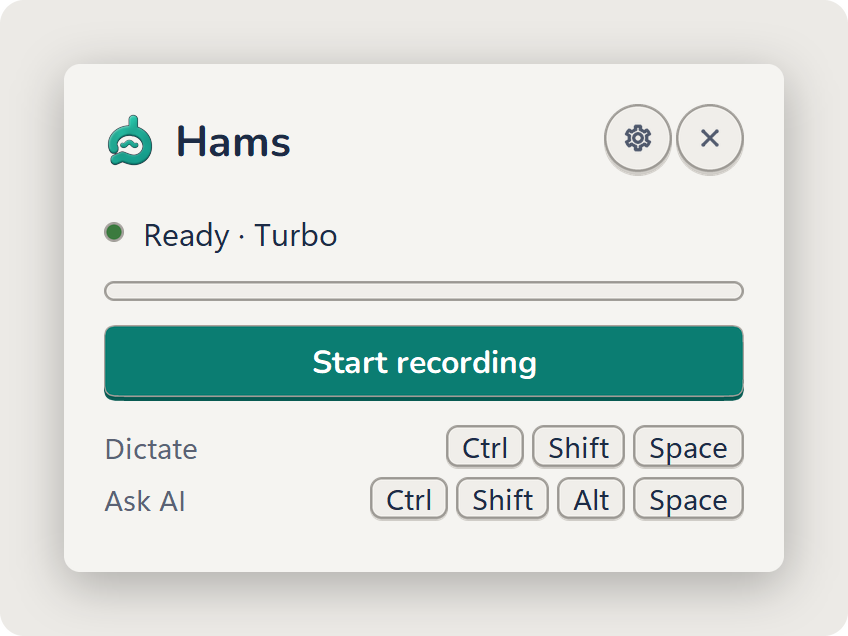 Hams
Ready · Turbo
Start recording
Dictate Ctrl Shift Space
Ask AI Ctrl Shift Alt Space